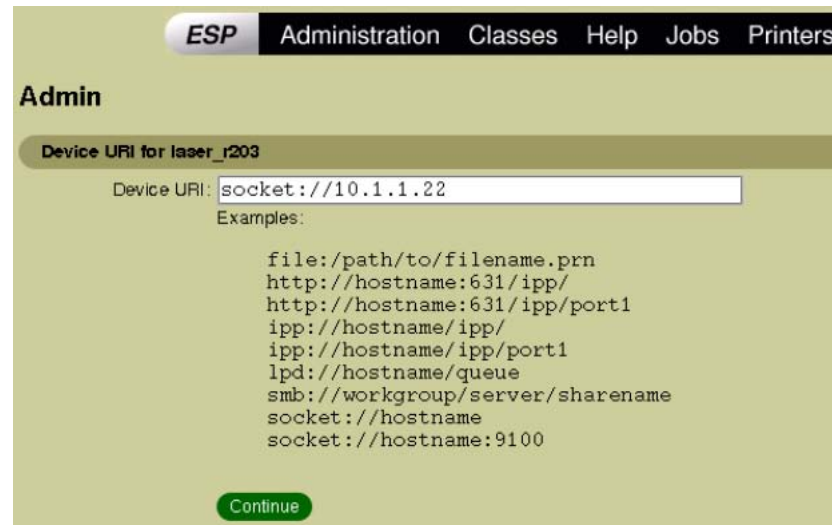 ESP Administration Classes Help Jobs Printers
Admin
Device URI for laser_r203
Device URI: socket://10.1.1.22
Examples:
file:/path/to/filename.prn
http://hostname:631/ipp/
http://hostname:631/ipp/port1
ipp://hostname/ipp/
ipp://hostname/ipp/port1
lpd://hostname/queue
smb://workgroup/server/sharename
socket://hostname
socket://hostname:9100
Continue